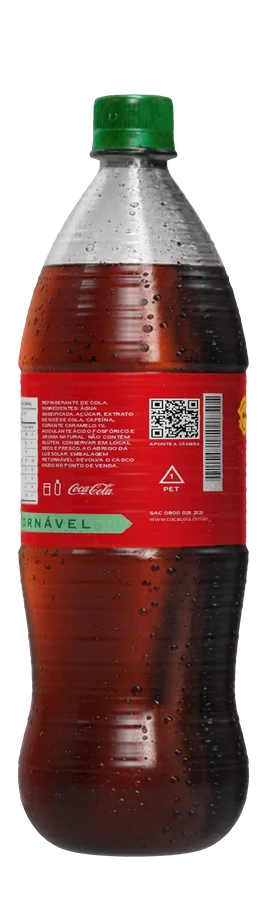 REFRIGERANTE DE COLA.
INGREDIENTES: ÁGUA
GASEIFICADA, AÇÚCAR, EXTRATO
DE NOZ DE COLA, CAFEÍNA,
CORANTE CARAMELO IV,
ACIDULANTE ÁCIDO FOSFÓRICO E
AROMA NATURAL. NÃO CONTÉM
GLÚTEN. CONSERVAR EM LOCAL
SECO E FRESCO, AO ABRIGO DA
LUZ SOLAR. EMBALAGEM
RETORNÁVEL: DEVOLVA O CASCO
VAZIO NO PONTO DE VENDA.
APONTE A CÂMERA
1
PET
Coca-Cola
ORNÁVEL
SAC 0800 021 2121
www.cocacola.com.br